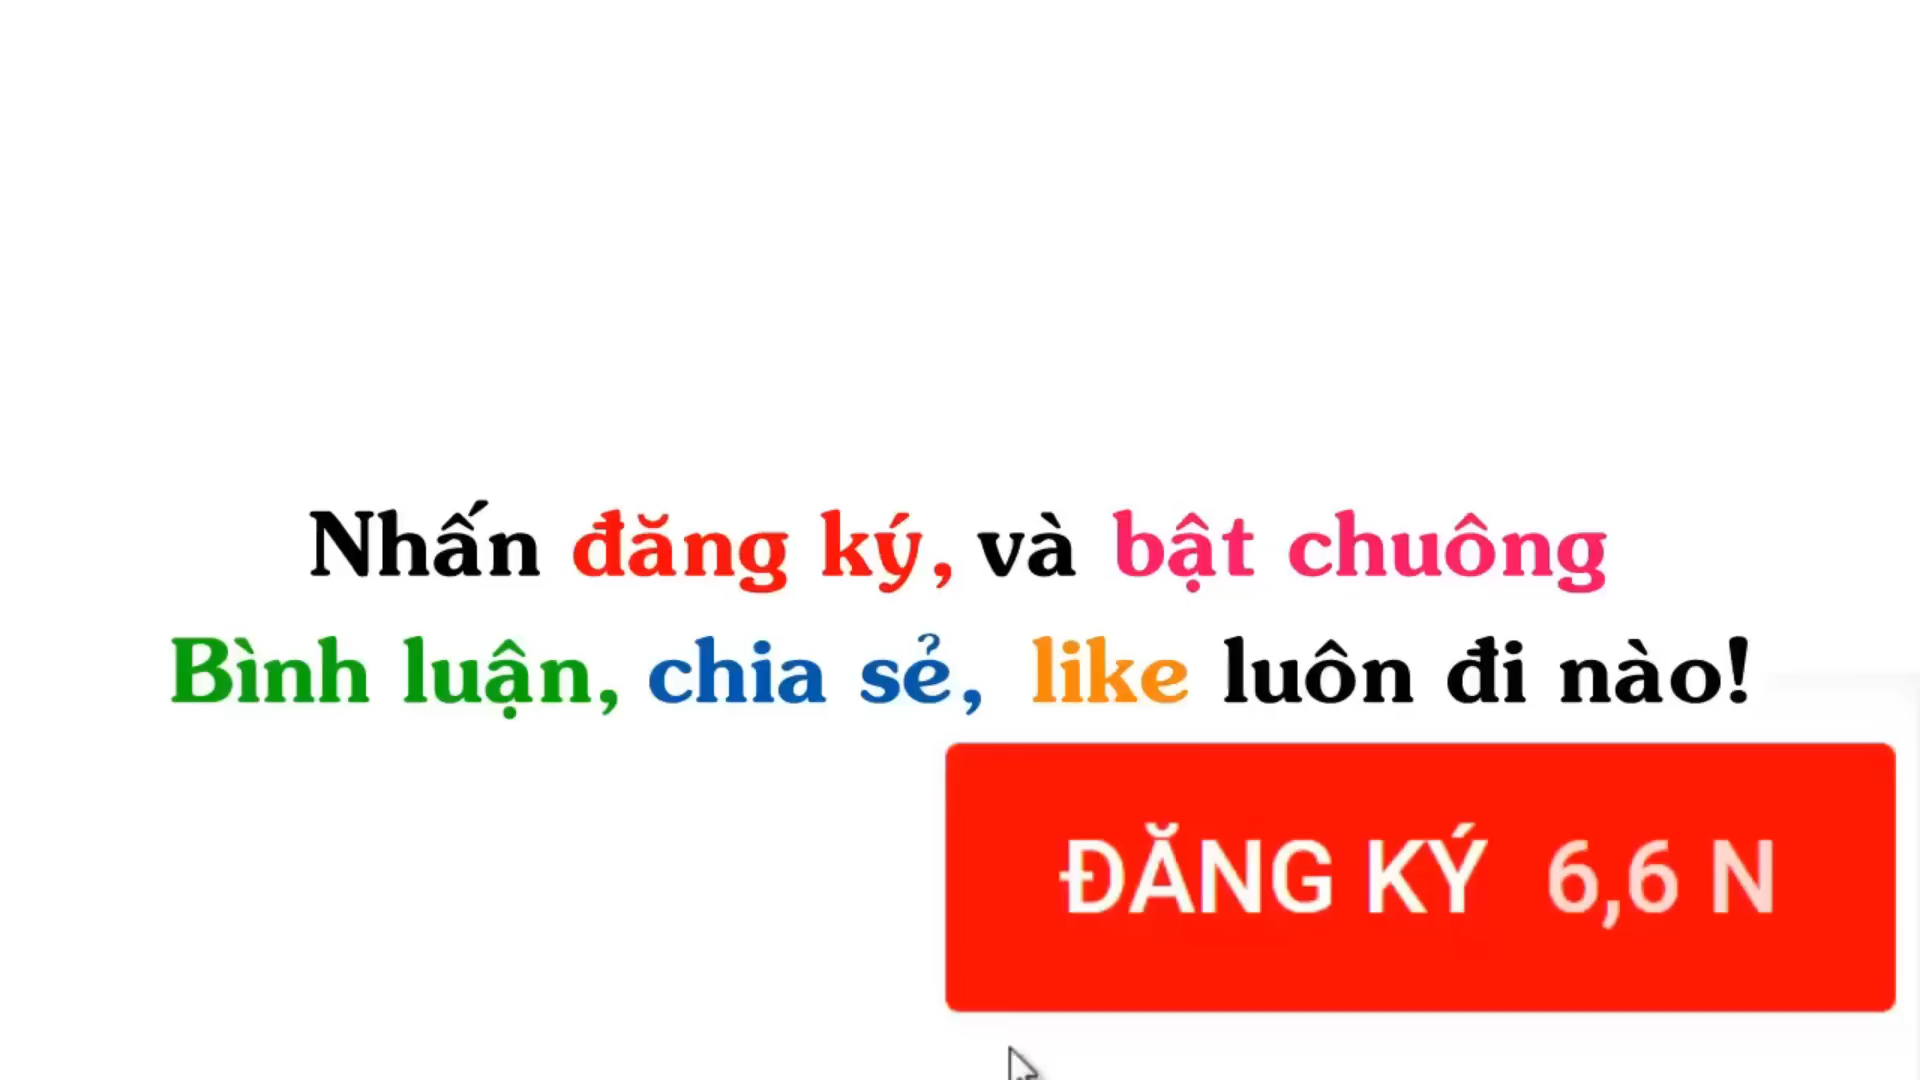 Nhấn đăng ký, và bật chuông
Bình luận, chia sẻ, like luôn đi nào!
ĐĂNG KÝ 6,6 N